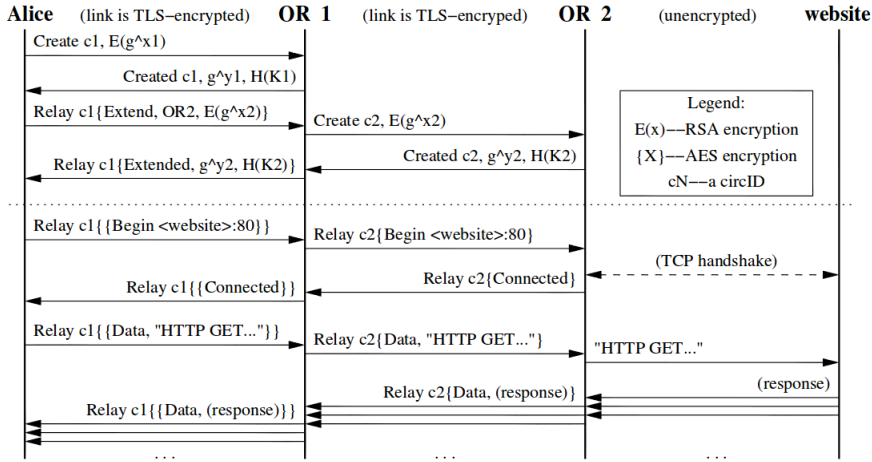 Alice (link is TLS-encrypted) OR 1 (link is TLS-encryped) OR 2 (unencrypted) website
Create c1, E(g^x1)
Created c1, g^y1, H(K1)
Relay c1{Extend, OR2, E(g^x2)}
Create c2, E(g^x2)
Created c2, g^y2, H(K2)
Relay c1{Extended, g^y2, H(K2)}
Legend:
E(x)--RSA encryption
{X}--AES encryption
cN--a circID
Relay c1{{Begin <website>:80}}
Relay c2{Begin <website>:80}
(TCP handshake)
Relay c2{Connected}
Relay c1{{Connected}}
Relay c1{{Data, "HTTP GET..."}}
Relay c2{Data, "HTTP GET..."}
"HTTP GET..."
(response)
Relay c2{Data, (response)}
Relay c1{{Data, (response)}}
... ... ...